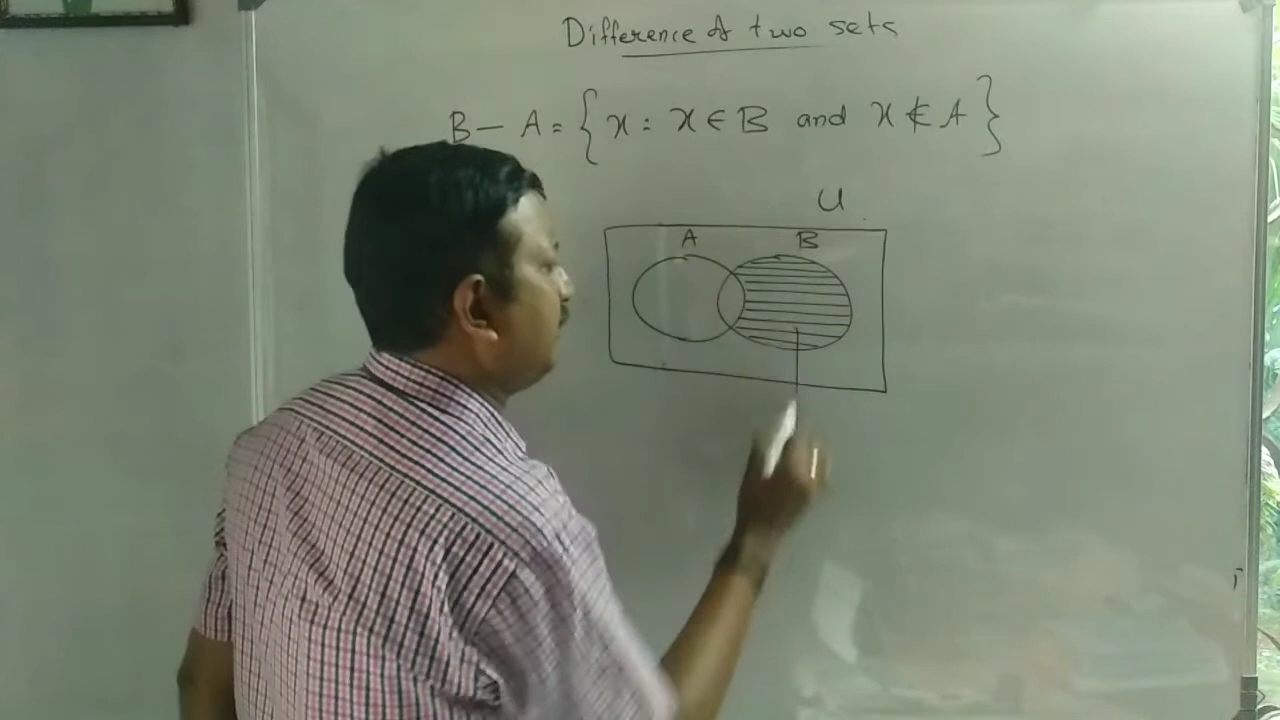 Difference of two sets
B - A = { x : x ∈ B and x ∉ A }
U
A B